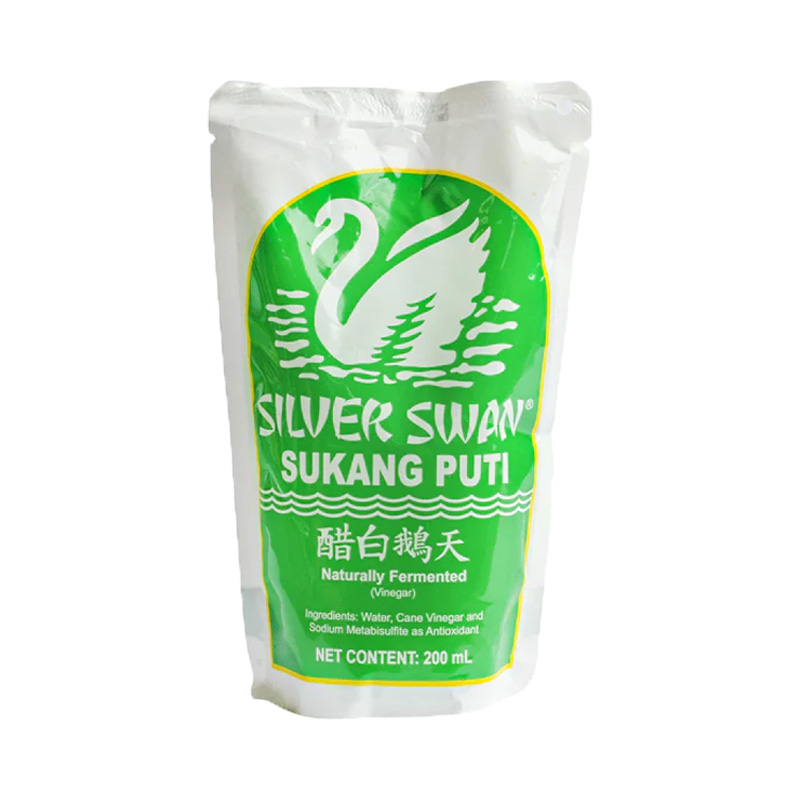 SILVER SWAN®
SUKANG PUTI
醋白鵝天
Naturally Fermented
(Vinegar)
Ingredients: Water, Cane Vinegar and
Sodium Metabisulfite as Antioxidant
NET CONTENT: 200 mL